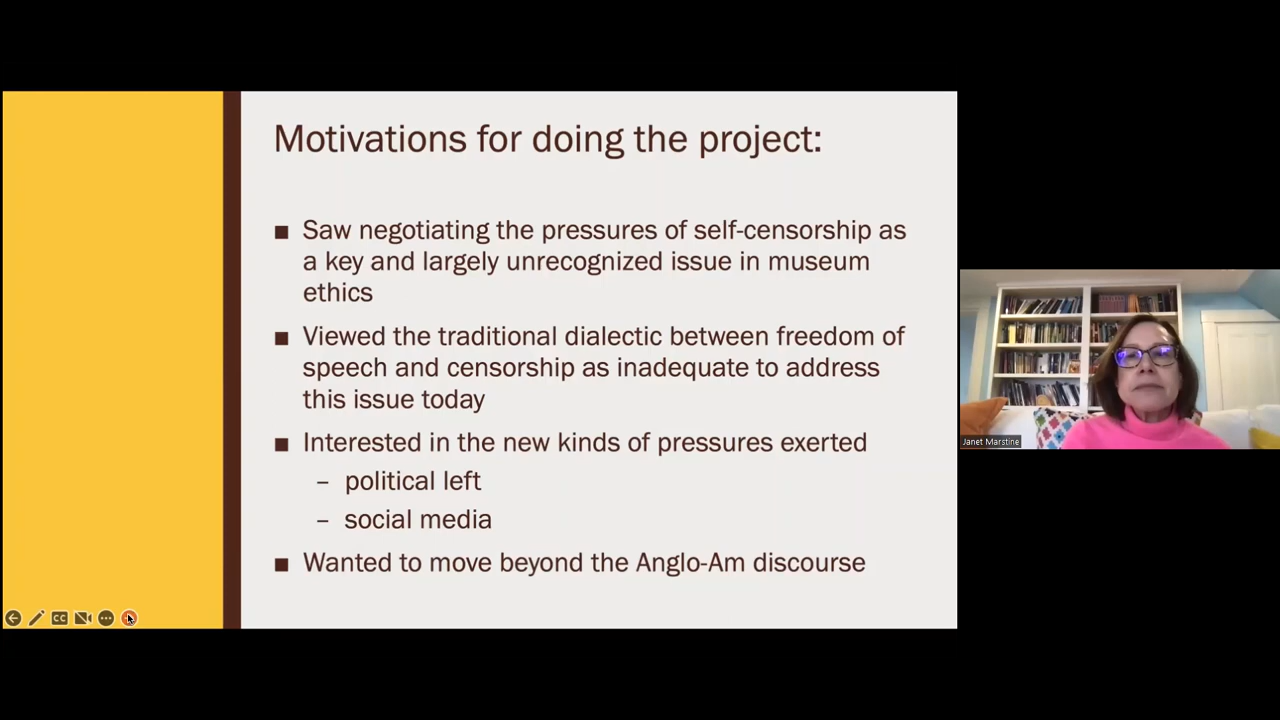 Motivations for doing the project:
■ Saw negotiating the pressures of self-censorship as
a key and largely unrecognized issue in museum
ethics
■ Viewed the traditional dialectic between freedom of
speech and censorship as inadequate to address
this issue today
■ Interested in the new kinds of pressures exerted
– political left
– social media
■ Wanted to move beyond the Anglo-Am discourse
CC
Janet Marstine